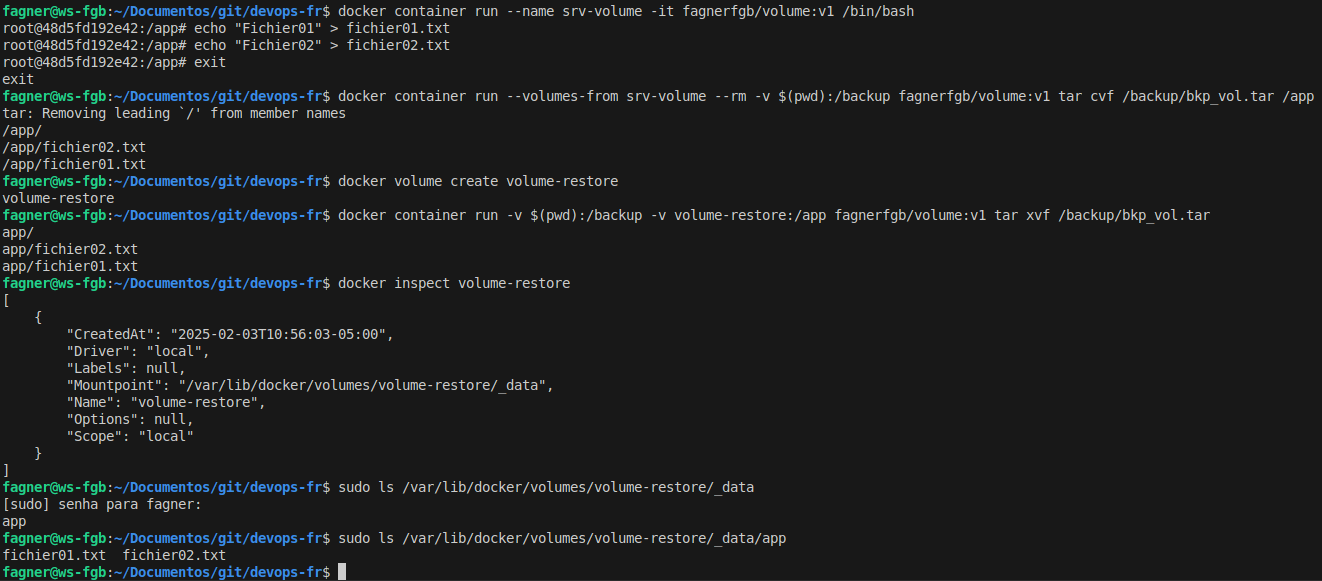 fagner@ws-fgb:~/Documentos/git/devops-fr$ docker container run --name srv-volume -it fagnerfgb/volume:v1 /bin/bash
root@48d5fd192e42:/app# echo "Fichier01" > fichier01.txt
root@48d5fd192e42:/app# echo "Fichier02" > fichier02.txt
root@48d5fd192e42:/app# exit
exit
fagner@ws-fgb:~/Documentos/git/devops-fr$ docker container run --volumes-from srv-volume --rm -v $(pwd):/backup fagnerfgb/volume:v1 tar cvf /backup/bkp_vol.tar /app
tar: Removing leading `/' from member names
/app/
/app/fichier02.txt
/app/fichier01.txt
fagner@ws-fgb:~/Documentos/git/devops-fr$ docker volume create volume-restore
volume-restore
fagner@ws-fgb:~/Documentos/git/devops-fr$ docker container run -v $(pwd):/backup -v volume-restore:/app fagnerfgb/volume:v1 tar xvf /backup/bkp_vol.tar
app/
app/fichier02.txt
app/fichier01.txt
fagner@ws-fgb:~/Documentos/git/devops-fr$ docker inspect volume-restore
[
    {
        "CreatedAt": "2025-02-03T10:56:03-05:00",
        "Driver": "local",
        "Labels": null,
        "Mountpoint": "/var/lib/docker/volumes/volume-restore/_data",
        "Name": "volume-restore",
        "Options": null,
        "Scope": "local"
    }
]
fagner@ws-fgb:~/Documentos/git/devops-fr$ sudo ls /var/lib/docker/volumes/volume-restore/_data
[sudo] senha para fagner:
app
fagner@ws-fgb:~/Documentos/git/devops-fr$ sudo ls /var/lib/docker/volumes/volume-restore/_data/app
fichier01.txt  fichier02.txt
fagner@ws-fgb:~/Documentos/git/devops-fr$